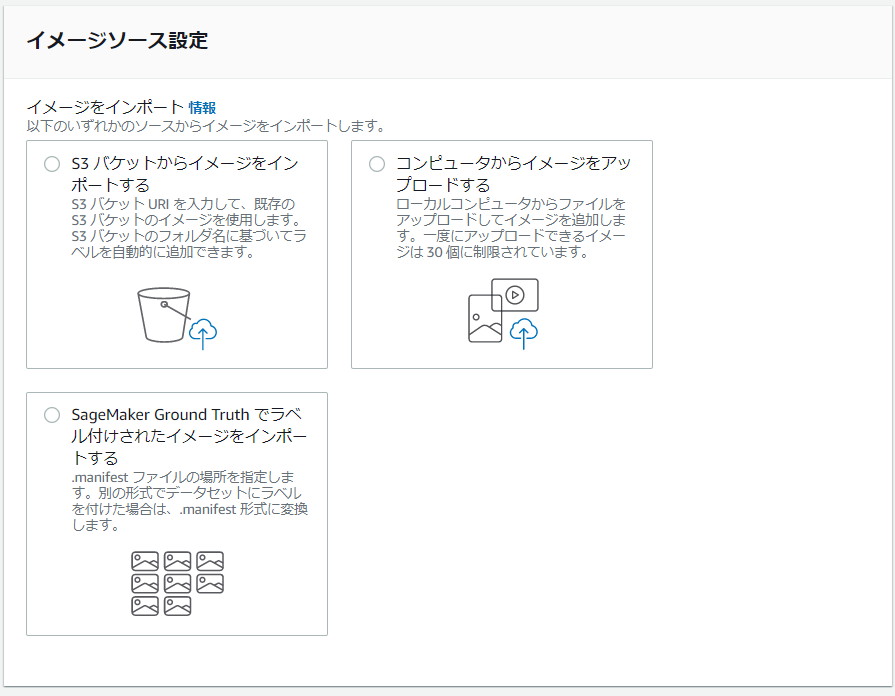 イメージソース設定
イメージをインポート 情報
以下のいずれかのソースからイメージをインポートします。
S3 バケットからイメージをイン
ポートする
S3 バケット URI を入力して、既存の
S3 バケットのイメージを使用します。
S3 バケットのフォルダ名に基づいてラ
ベルを自動的に追加できます。
コンピュータからイメージをアッ
プロードする
ローカルコンピュータからファイルを
アップロードしてイメージを追加しま
す。 一度にアップロードできるイメー
ジは 30 個に制限されています。
SageMaker Ground Truth でラベ
ル付けされたイメージをインポー
トする
.manifest ファイルの場所を指定しま
す。別の形式でデータセットにラベル
を付けた場合は、.manifest 形式に変換
します。